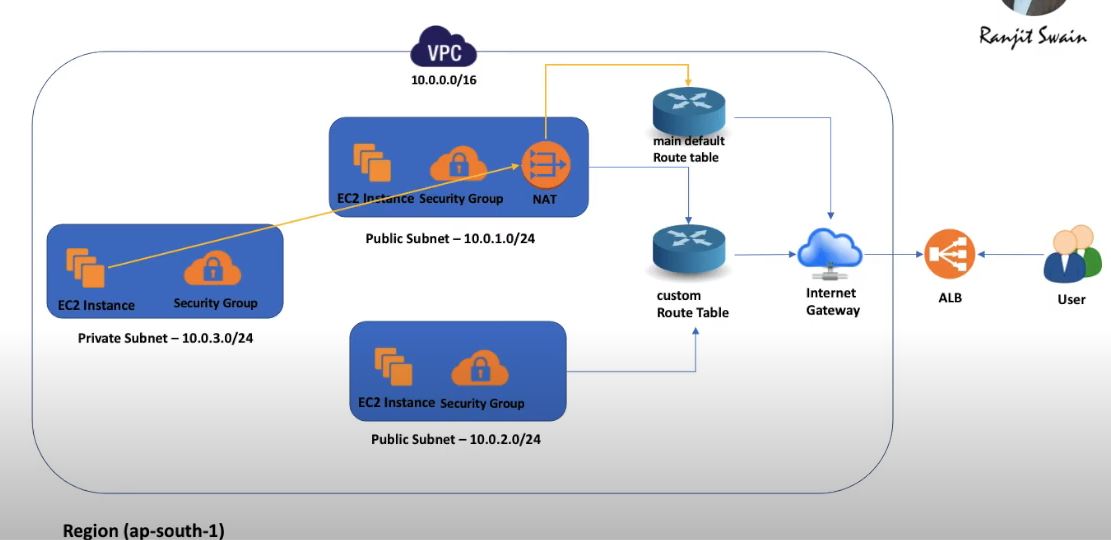 Ranjit Swain
VPC
10.0.0.0/16
main default
Route table
EC2 Instance
Security Group
NAT
Public Subnet – 10.0.1.0/24
EC2 Instance
Security Group
Private Subnet – 10.0.3.0/24
custom
Route Table
Internet
Gateway
ALB
User
EC2 Instance
Security Group
Public Subnet – 10.0.2.0/24
Region (ap-south-1)